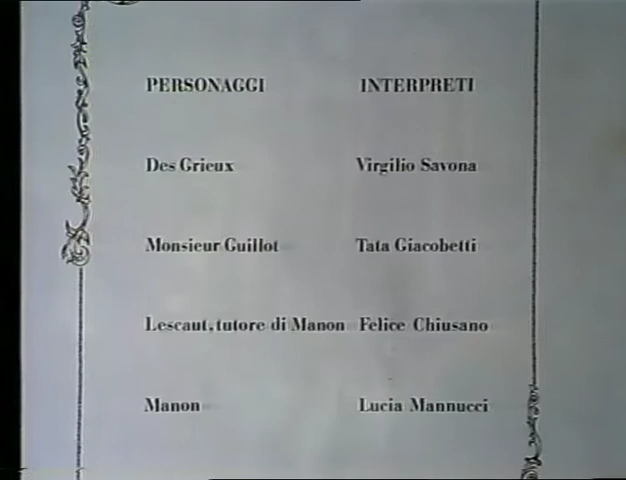 PERSONAGGI INTERPRETI
Des Grieux Virgilio Savona
Monsieur Guillot Tata Giacobetti
Lescaut, tutore di Manon Felice Chiusano
Manon Lucia Mannucci